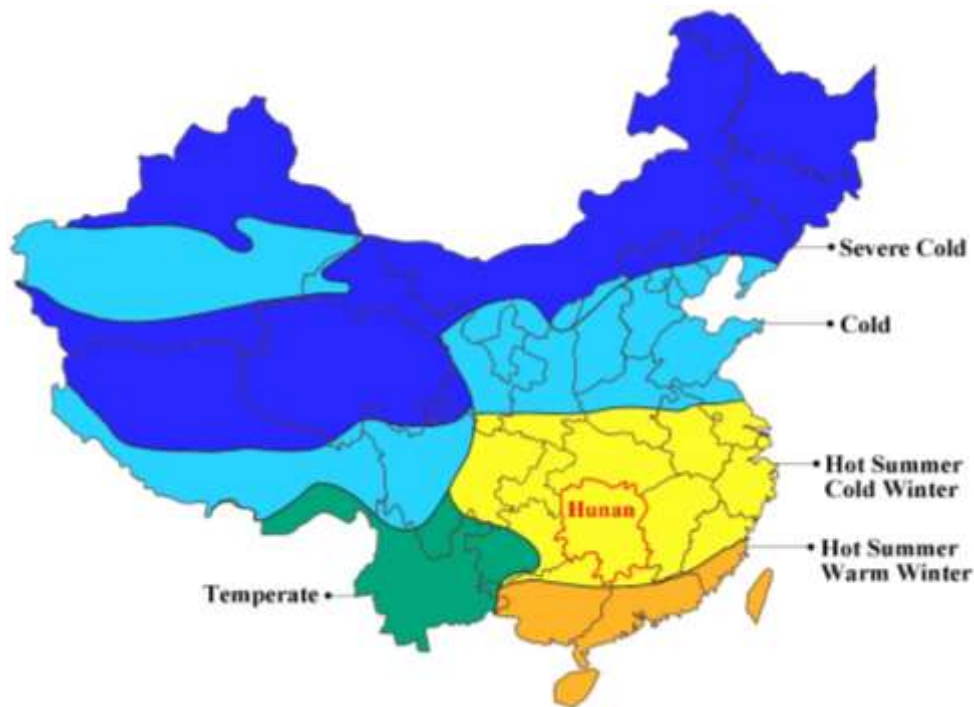 Severe Cold
Cold
Hot Summer
Cold Winter
Hunan
Hot Summer
Warm Winter
Temperate